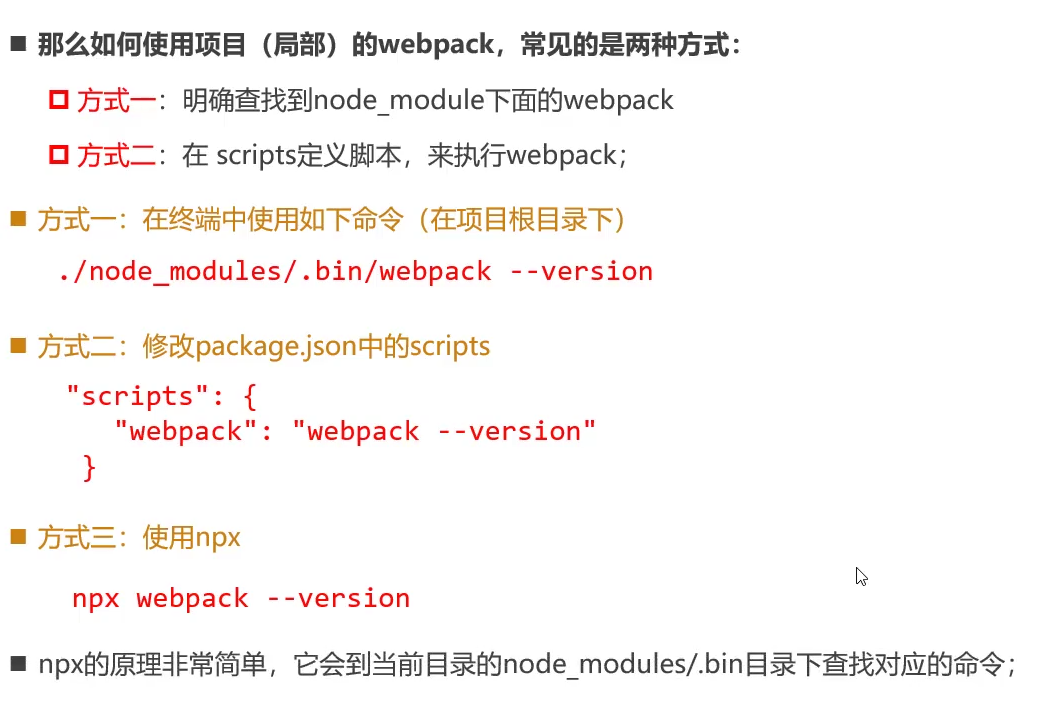 ■ 那么如何使用项目（局部）的webpack，常见的是两种方式：
方式一：明确查找到node_module下面的webpack
方式二：在 scripts定义脚本，来执行webpack；
■ 方式一：在终端中使用如下命令（在项目根目录下）
./node_modules/.bin/webpack --version
■ 方式二：修改package.json中的scripts
"scripts": {
"webpack": "webpack --version"
}
■ 方式三：使用npx
npx webpack --version
■ npx的原理非常简单，它会到当前目录的node_modules/.bin目录下查找对应的命令；